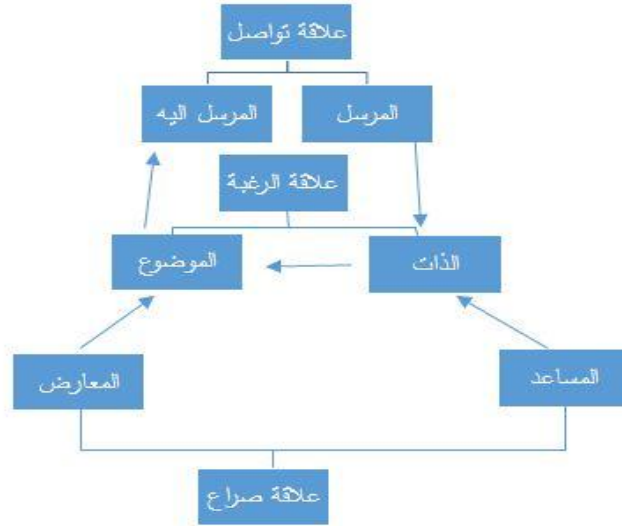 علاقة تواصل
المرسل
المرسل اليه
علاقة الرغبة
الذات
الموضوع
المساعد
المعارض
علاقة صراع